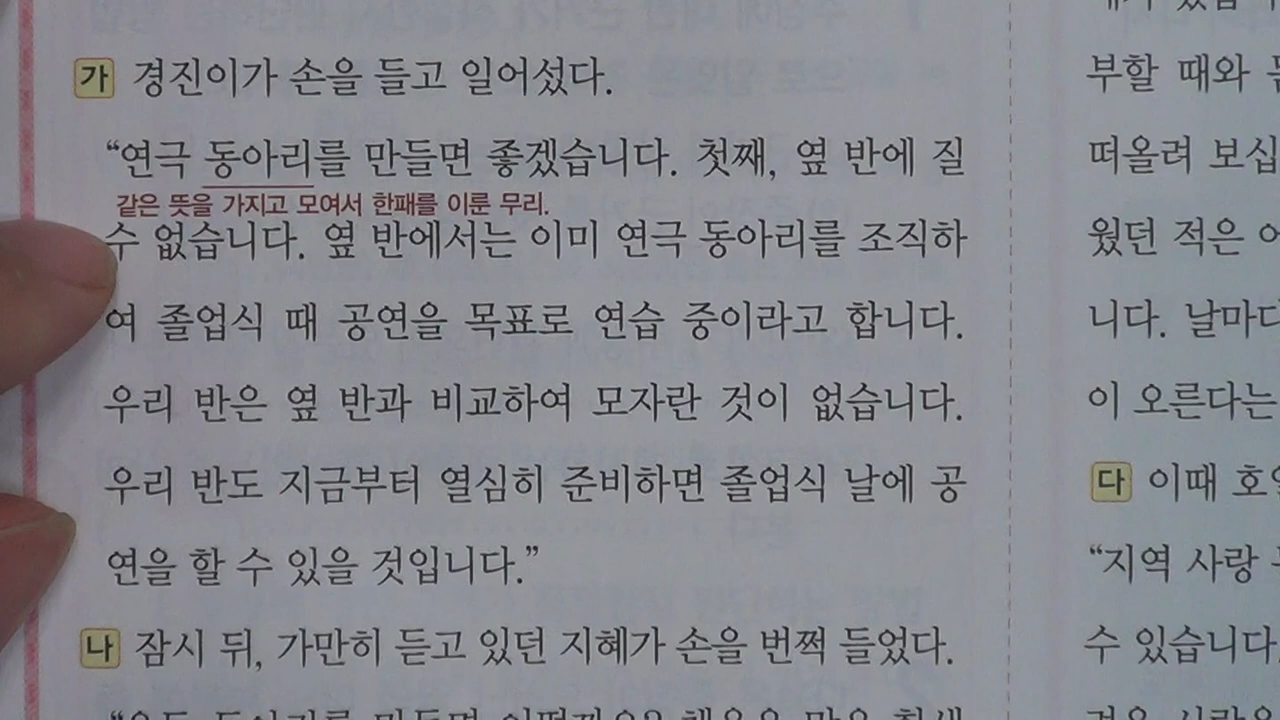 가 경진이가 손을 들고 일어섰다.
“연극 동아리를 만들면 좋겠습니다. 첫째, 옆 반에 질
같은 뜻을 가지고 모여서 한패를 이룬 무리.
수 없습니다. 옆 반에서는 이미 연극 동아리를 조직하
여 졸업식 때 공연을 목표로 연습 중이라고 합니다.
우리 반은 옆 반과 비교하여 모자란 것이 없습니다.
우리 반도 지금부터 열심히 준비하면 졸업식 날에 공
연을 할 수 있을 것입니다.”
나 잠시 뒤, 가만히 듣고 있던 지혜가 손을 번쩍 들었다.
부할 때와
떠올려 보십
웠던 적은
니다. 날마다
이 오른다는
다 이때
“지역 사랑
수 있습니다.